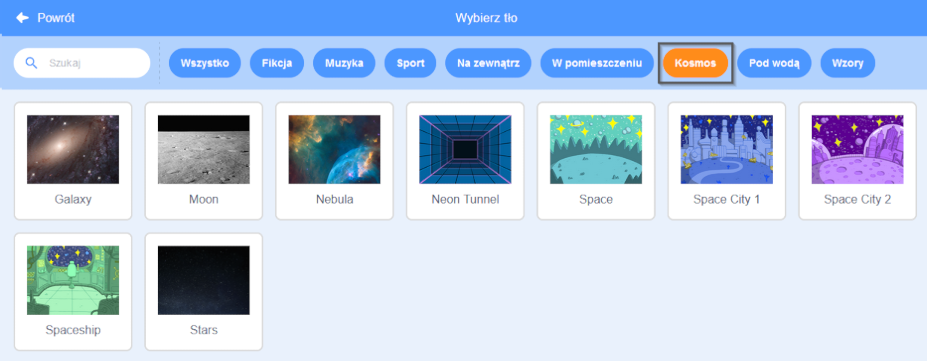 Powrót Wybierz tło
Szukaj Wszystko Fikcja Muzyka Sport Na zewnątrz W pomieszczeniu Kosmos Pod wodą Wzory
Galaxy Moon Nebula Neon Tunnel Space Space City 1 Space City 2
Spaceship Stars